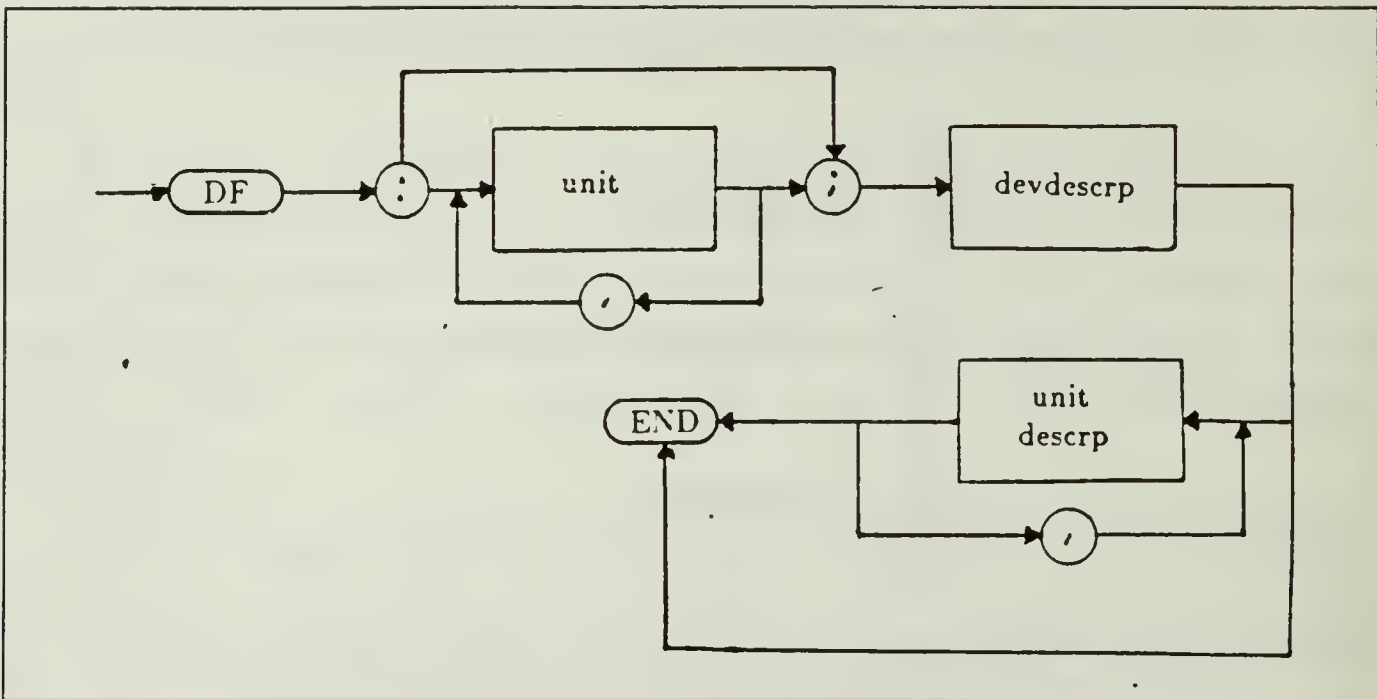 DF : unit ; devdescrp
,
END unit
descrp
,